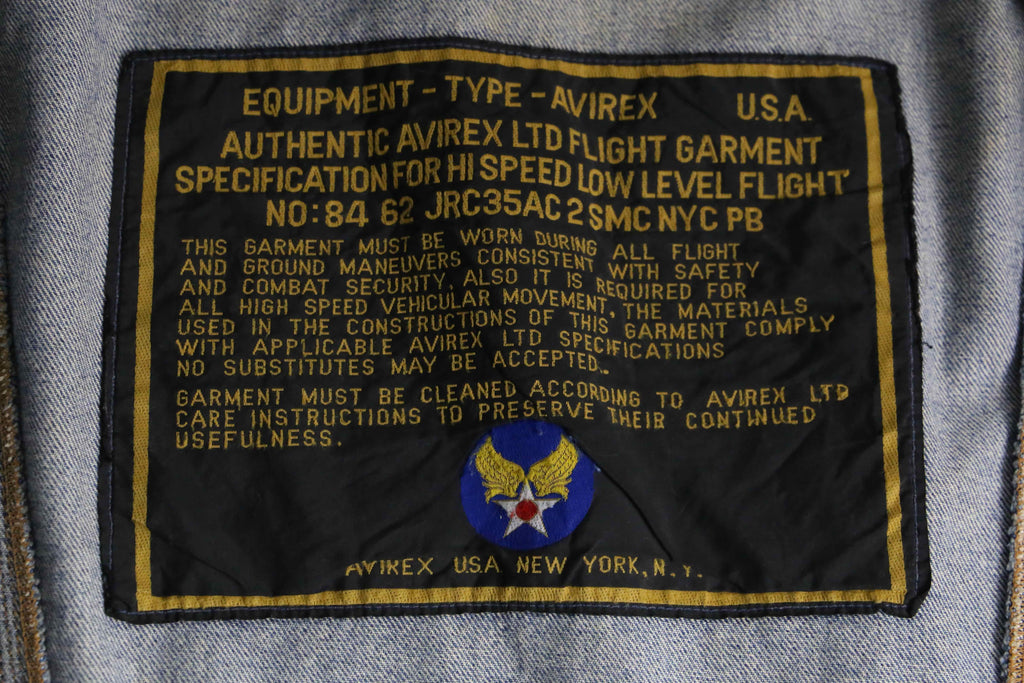 EQUIPMENT - TYPE - AVIREX U.S.A.
AUTHENTIC AVIREX LTD FLIGHT GARMENT
SPECIFICATION FOR HI SPEED LOW LEVEL FLIGHT
NO: 84 62 JRC35AC 2 SMC NYC PB
THIS GARMENT MUST BE WORN DURING ALL FLIGHT
AND GROUND MANEUVERS CONSISTENT WITH SAFETY
AND COMBAT SECURITY, ALSO IT IS REQUIRED FOR
ALL HIGH SPEED VEHICULAR MOVEMENT, THE MATERIALS
USED IN THE CONSTRUCTIONS OF THIS GARMENT COMPLY
WITH APPLICABLE AVIREX LTD SPECIFICATIONS
NO SUBSTITUTES MAY BE ACCEPTED.
GARMENT MUST BE CLEANED ACCORDING TO AVIREX LTD
CARE INSTRUCTIONS TO PRESERVE THEIR CONTINUED
USEFULNESS.
AVIREX U.S.A. NEW YORK, N.Y.